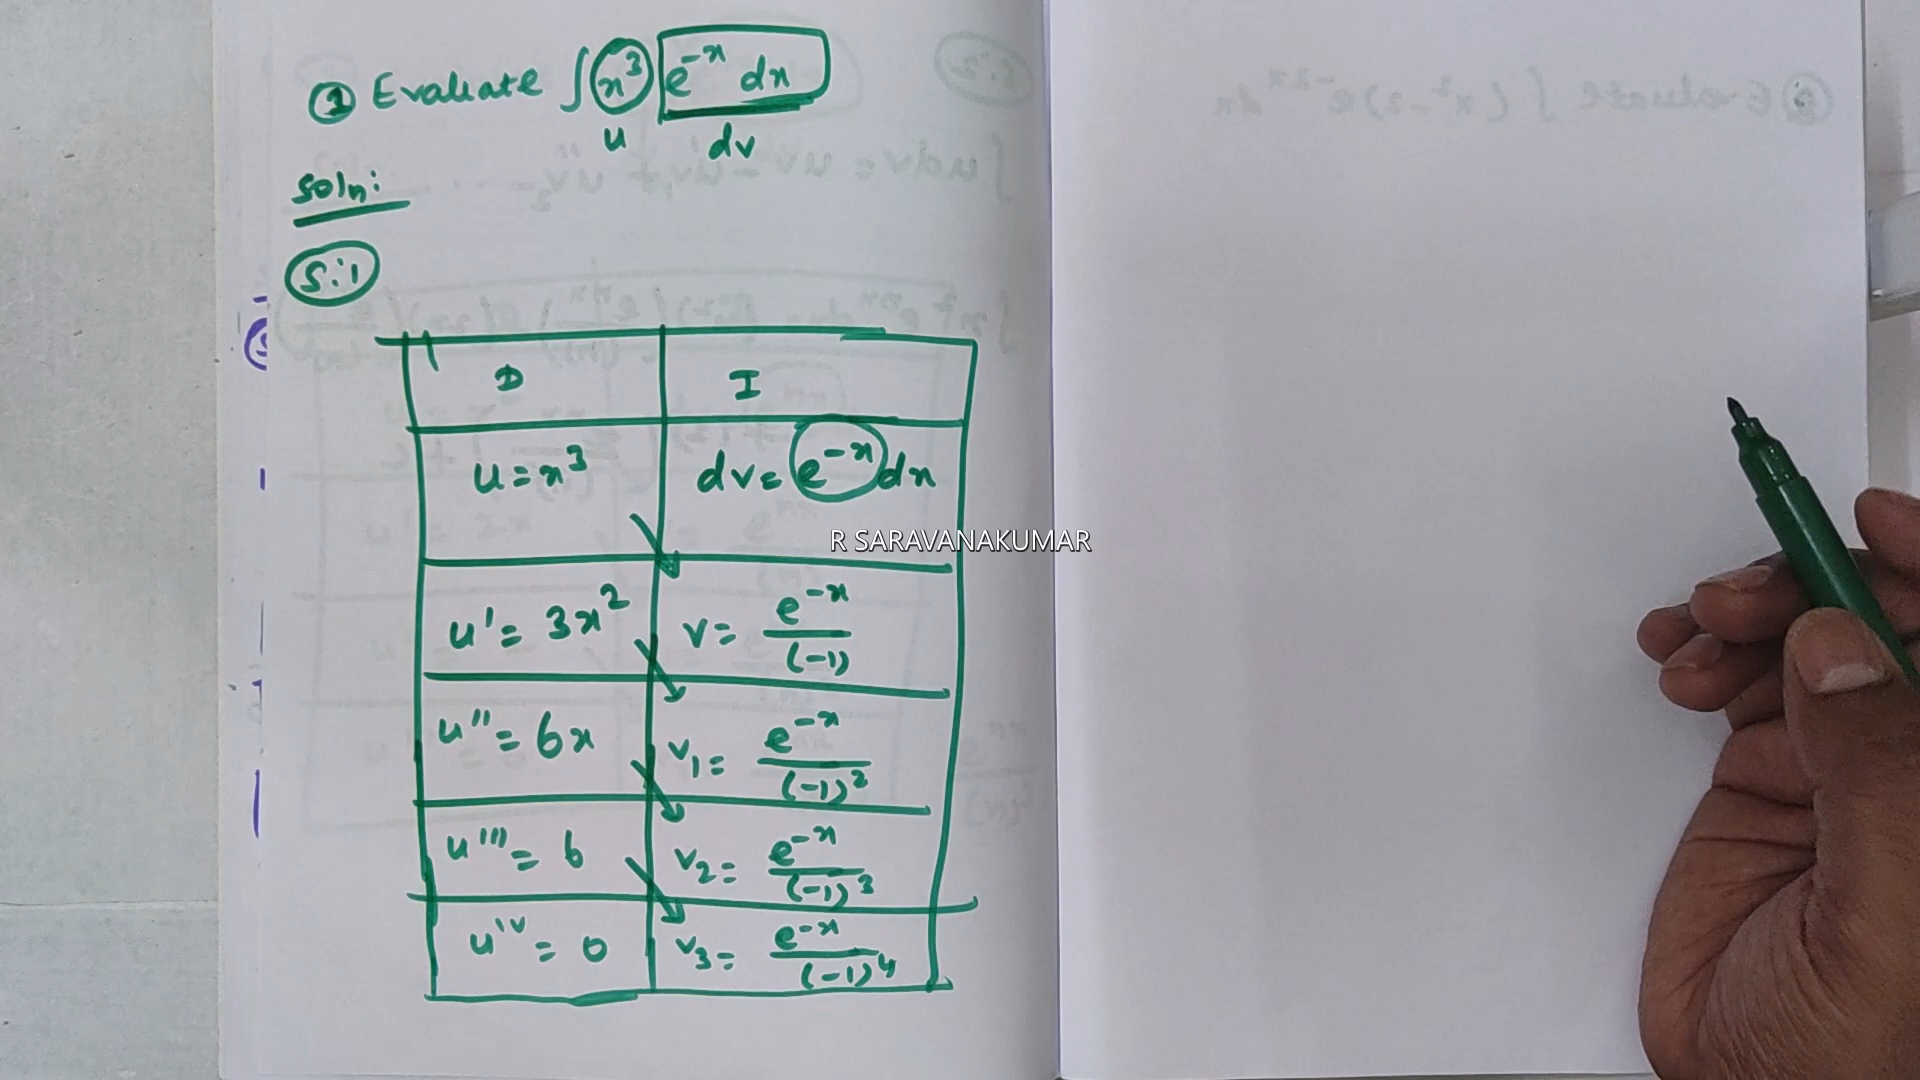 ① Evaluate ∫ x³ e⁻ˣ dx
u dv
Soln:
S:1
D I
u = x³ dv = e⁻ˣ dx
R SARAVANAKUMAR
u' = 3x² v = e⁻ˣ/(-1)
u'' = 6x v₁ = e⁻ˣ/(-1)²
u''' = 6 v₂ = e⁻ˣ/(-1)³
u'ᵛ = 0 v₃ = e⁻ˣ/(-1)⁴